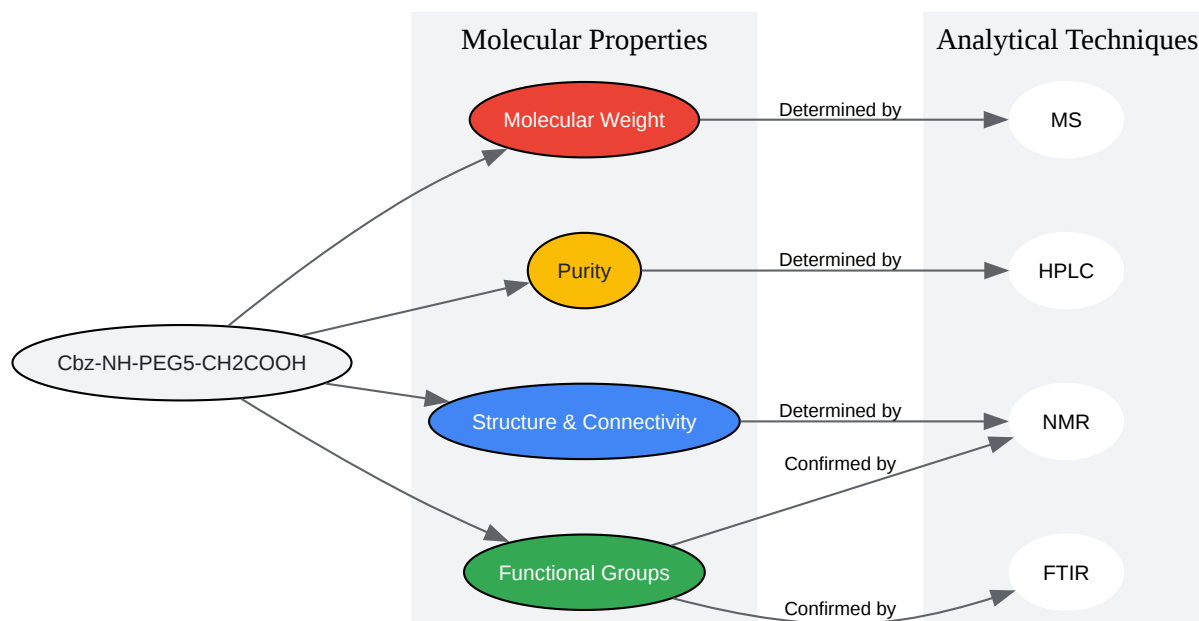 Molecular Properties
Analytical Techniques
Molecular Weight
Determined by
MS
Purity
Determined by
HPLC
Cbz-NH-PEG5-CH2COOH
Structure & Connectivity
Determined by
NMR
Confirmed by
Functional Groups
Confirmed by
FTIR